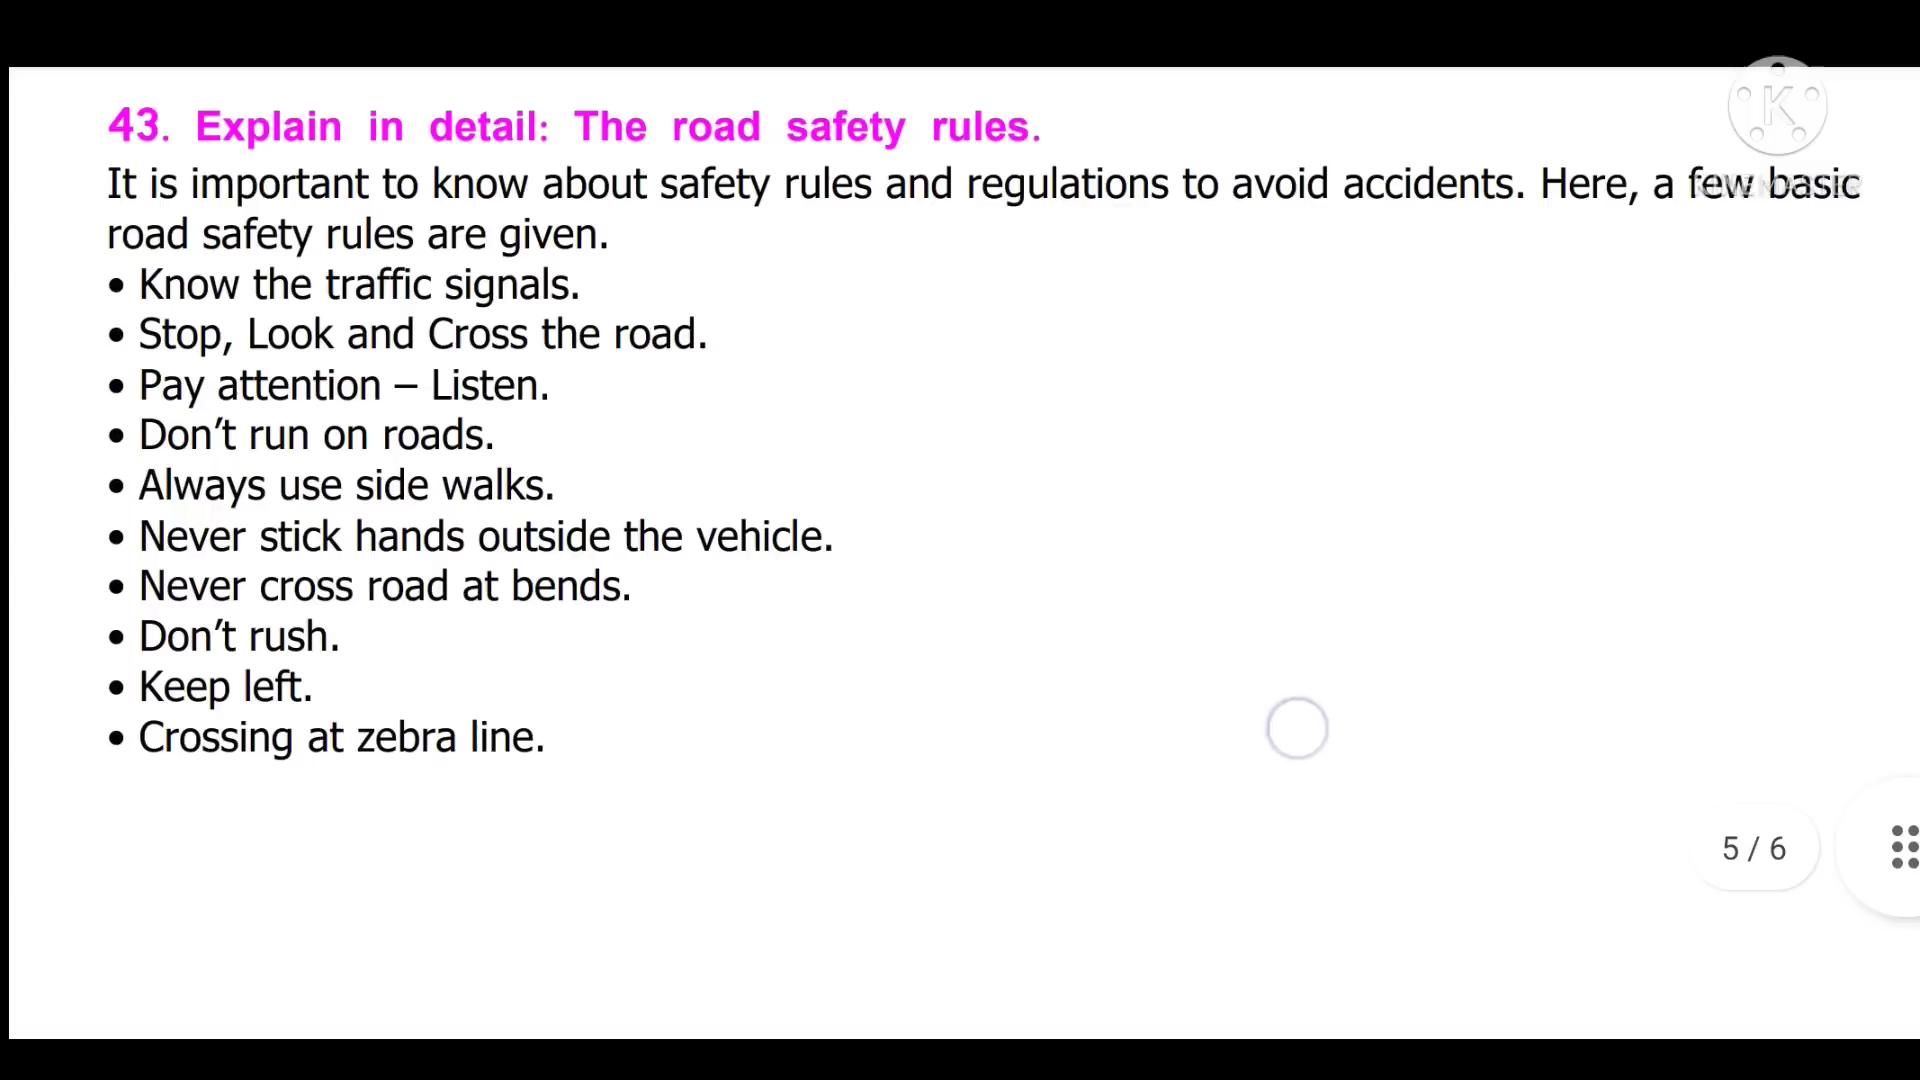 43. Explain in detail: The road safety rules.
It is important to know about safety rules and regulations to avoid accidents. Here, a few basic
road safety rules are given.
• Know the traffic signals.
• Stop, Look and Cross the road.
• Pay attention – Listen.
• Don’t run on roads.
• Always use side walks.
• Never stick hands outside the vehicle.
• Never cross road at bends.
• Don’t rush.
• Keep left.
• Crossing at zebra line.
K
KINEMASTER
5 / 6